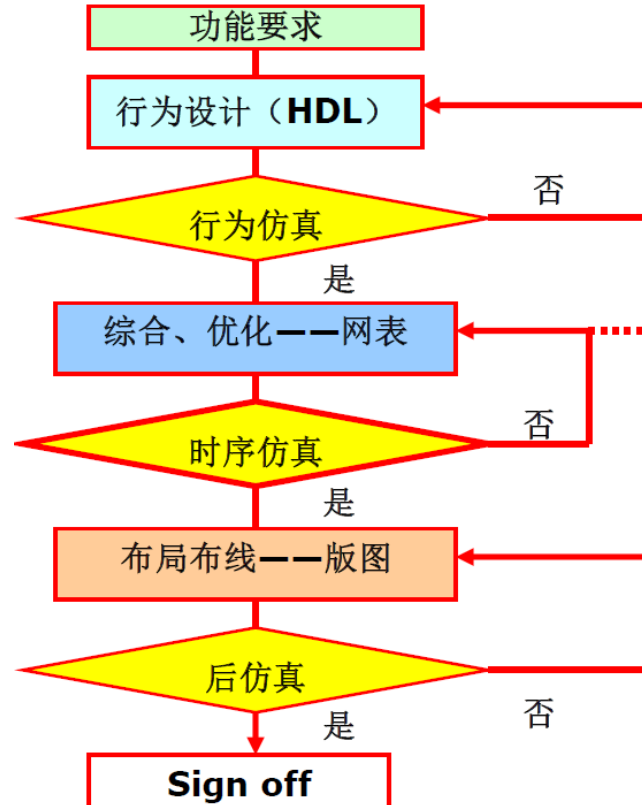 功能要求
行为设计（HDL）
否
行为仿真
是
综合、优化——网表
否
时序仿真
是
布局布线——版图
后仿真
否
是
Sign off